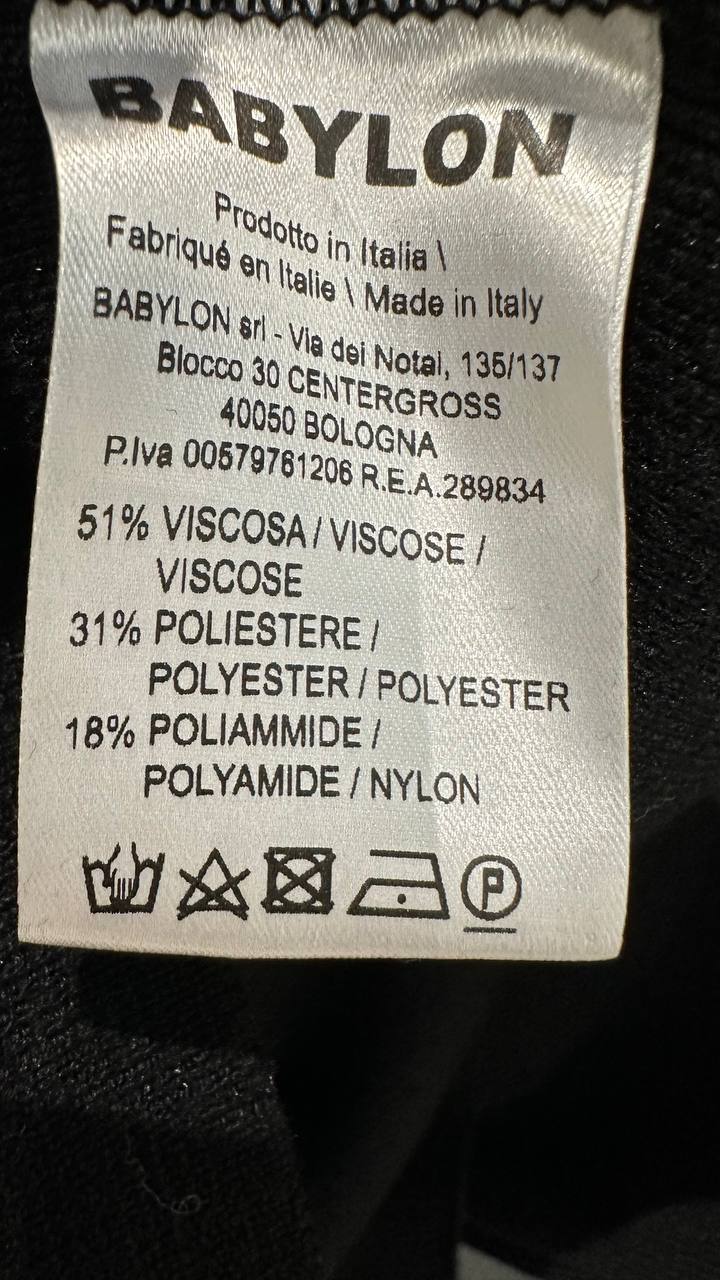 BABYLON
Prodotto in Italia \
Fabriqué en Italie \ Made in Italy
BABYLON srl - Via dei Notai, 135/137
Blocco 30 CENTERGROSS
40050 BOLOGNA
P.Iva 00579761206 R.E.A.289834
51% VISCOSA / VISCOSE /
VISCOSE
31% POLIESTERE /
POLYESTER / POLYESTER
18% POLIAMMIDE /
POLYAMIDE / NYLON
P